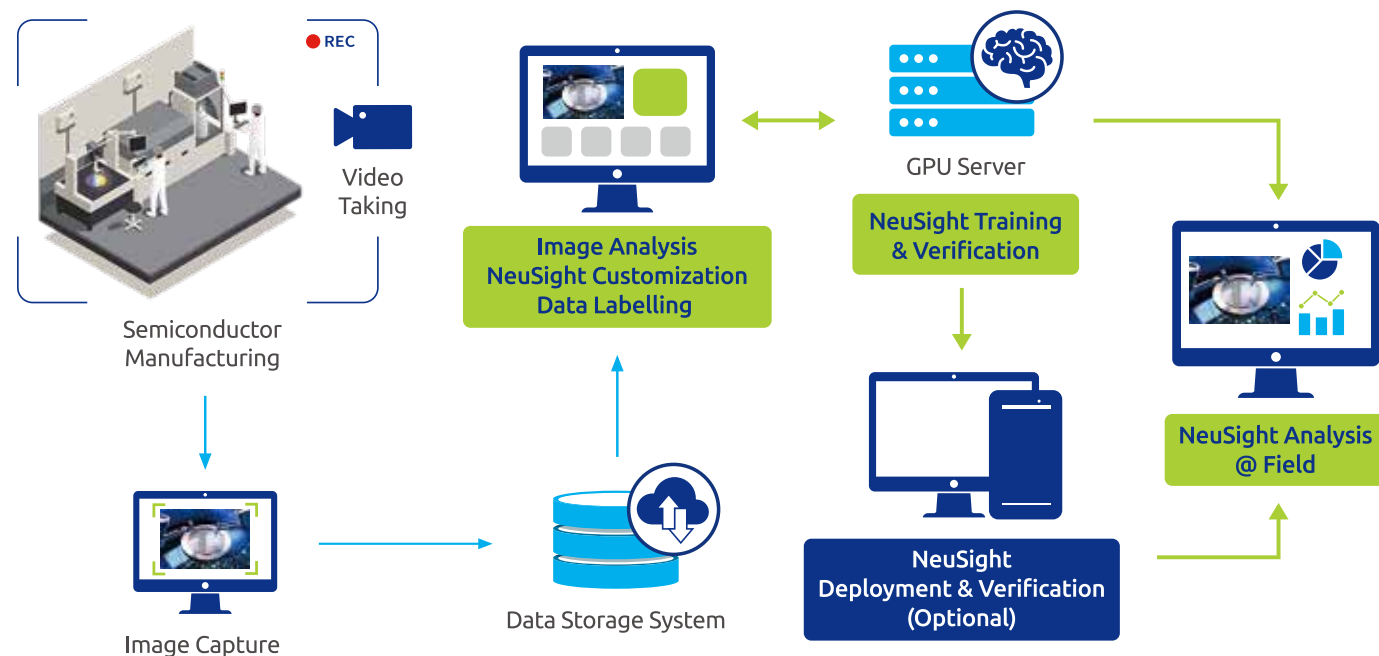 REC
Video
Taking
Semiconductor
Manufacturing
Image Capture
Data Storage System
Image Analysis
NeuSight Customization
Data Labelling
GPU Server
NeuSight Training
& Verification
NeuSight
Deployment & Verification
(Optional)
NeuSight Analysis
@ Field